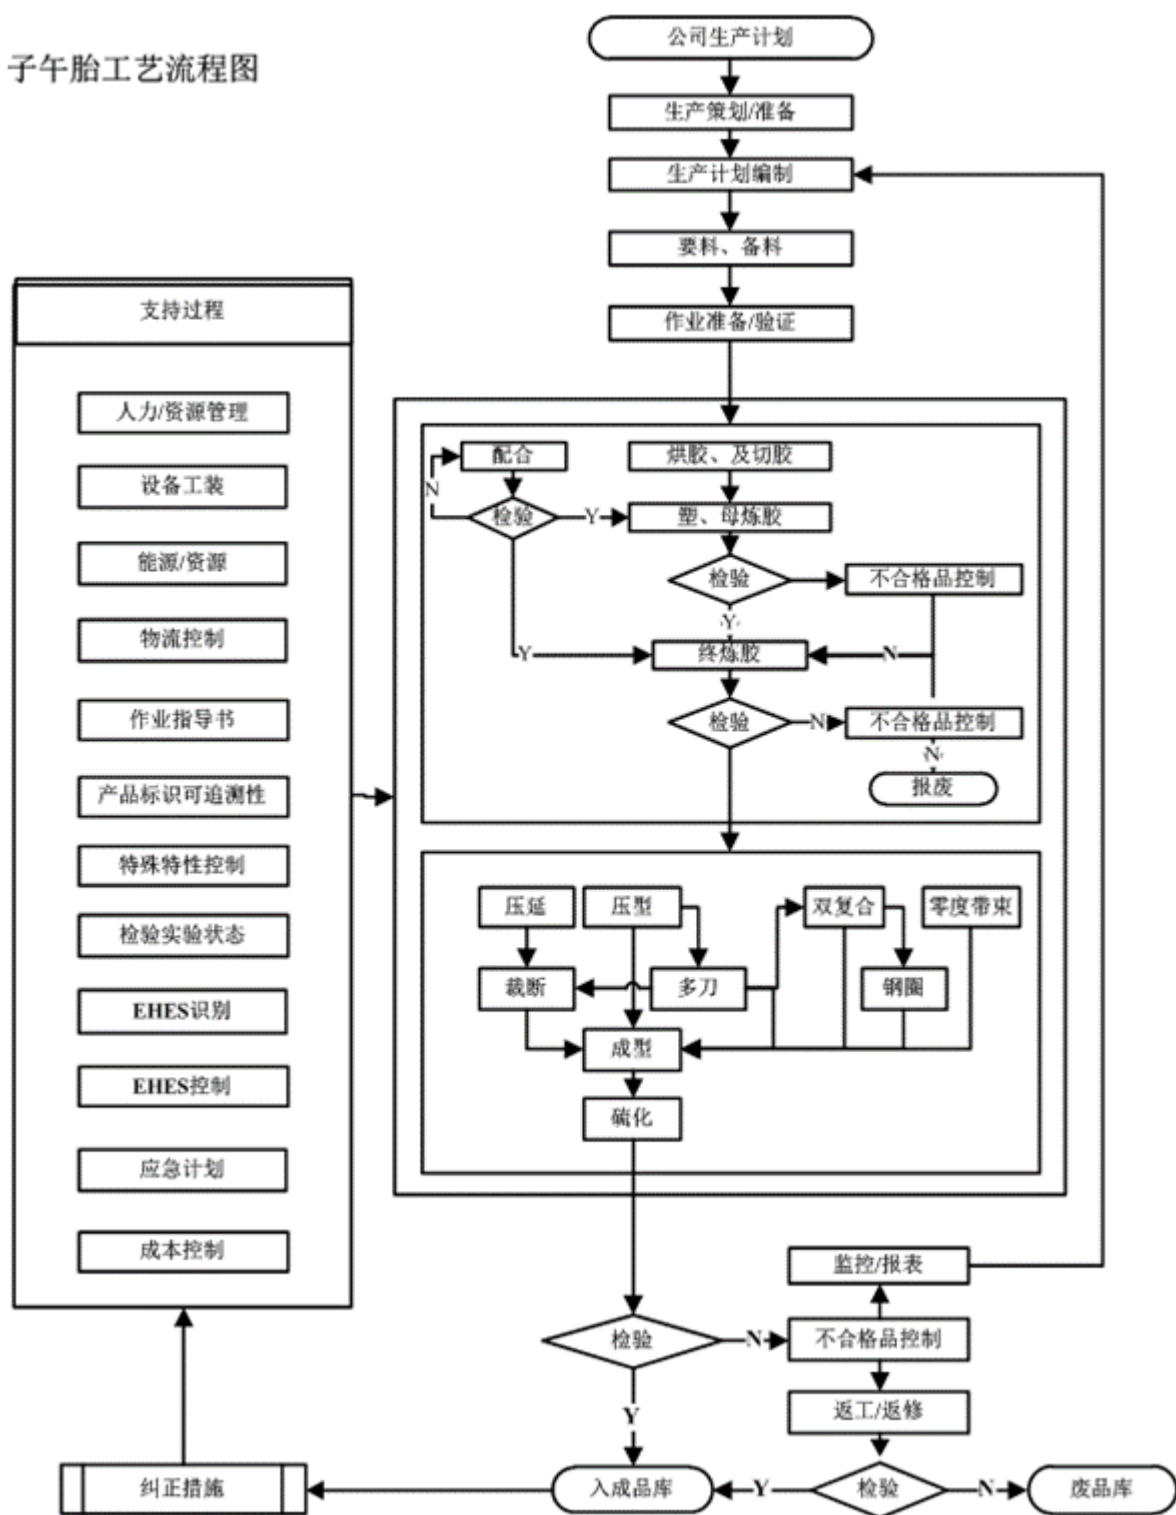 子午胎工艺流程图
公司生产计划
生产策划/准备
生产计划编制
要料、备料
作业准备/验证
支持过程
人力/资源管理
设备工装
能源/资源
物流控制
作业指导书
产品标识可追溯性
特殊特性控制
检验实验状态
EHES识别
EHES控制
应急计划
成本控制
配合
烘胶、及切胶
N
检验
Y
塑、母炼胶
检验
不合格品控制
Y
Y
终炼胶
N
检验
N
不合格品控制
N
报废
压延
压型
双复合
零度带束
裁断
多刀
钢圈
成型
硫化
监控/报表
检验
N
不合格品控制
Y
返工/返修
纠正措施
入成品库
Y
检验
N
废品库